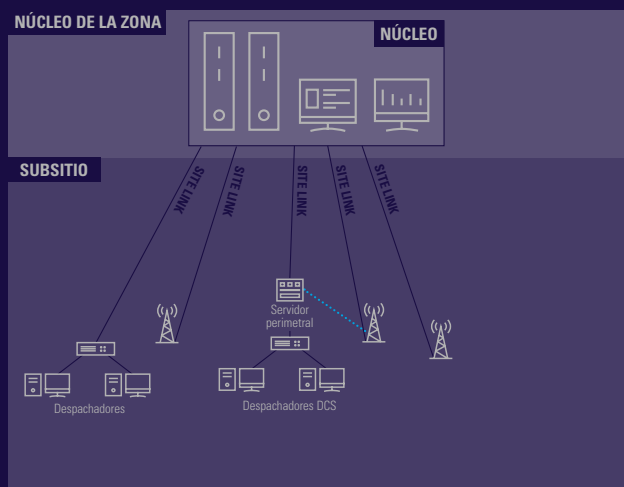 NÚCLEO DE LA ZONA
NÚCLEO
SUBSITIO
SITE LINK
SITE LINK
SITE LINK
SITE LINK
SITE LINK
Servidor
perimetral
Despachadores
Despachadores DCS